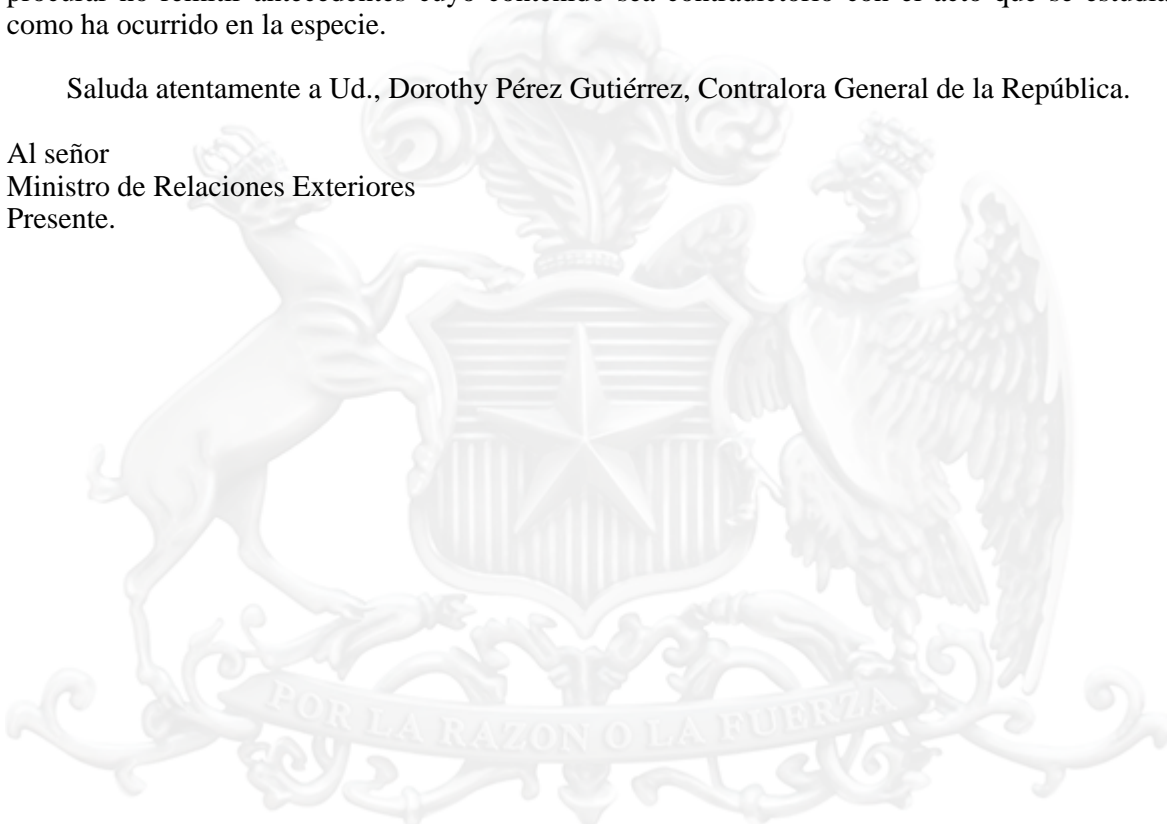 procurar no remitir antecedentes cuyo contenido sea contradictorio con el acto que se estudia,
como ha ocurrido en la especie.
Saluda atentamente a Ud., Dorothy Pérez Gutiérrez, Contralora General de la República.
Al señor
Ministro de Relaciones Exteriores
Presente.
POR LA RAZON O LA FUERZA